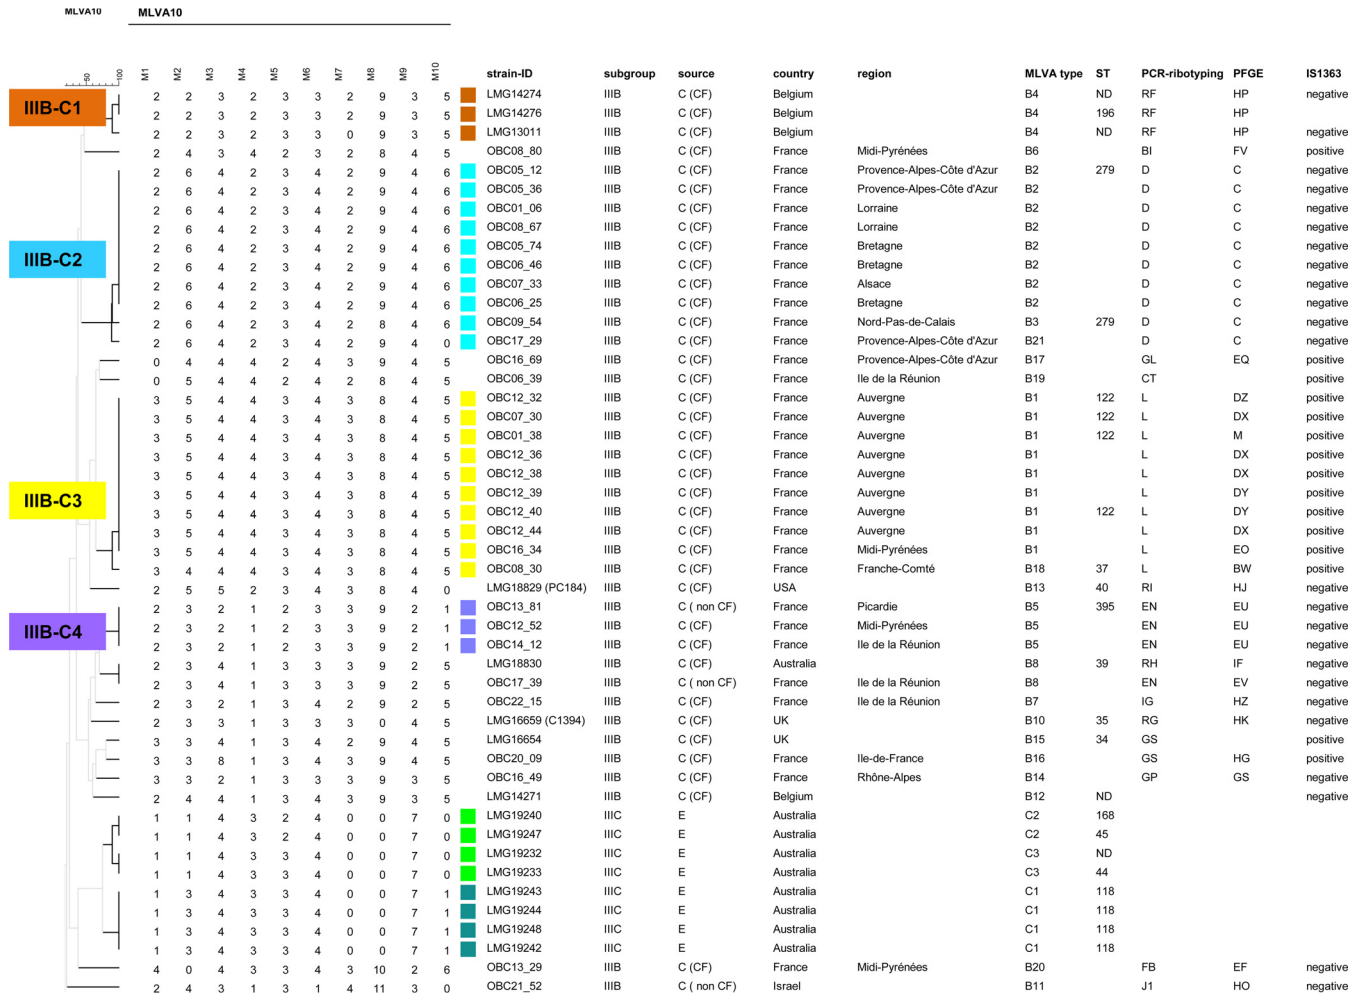 MLVA10 MLVA10
50 100 M1 M2 M3 M4 M5 M6 M7 M8 M9 M10 strain-ID subgroup source country region MLVA type ST PCR-ribotyping PFGE IS1363
2 2 3 2 3 3 2 9 3 5 LMG14274 IIIB C (CF) Belgium B4 ND RF HP negative
IIIB-C1
2 2 3 2 3 3 2 9 3 5 LMG14276 IIIB C (CF) Belgium B4 196 RF HP
2 2 3 2 3 3 0 9 3 5 LMG13011 IIIB C (CF) Belgium B4 ND RF HP negative
2 4 3 4 2 3 2 8 4 5 OBC08_80 IIIB C (CF) France Midi-Pyrénées B6 BI FV positive
2 6 4 2 3 4 2 9 4 6 OBC05_12 IIIB C (CF) France Provence-Alpes-Côte d'Azur B2 279 D C negative
2 6 4 2 3 4 2 9 4 6 OBC05_36 IIIB C (CF) France Provence-Alpes-Côte d'Azur B2 D C negative
2 6 4 2 3 4 2 9 4 6 OBC01_06 IIIB C (CF) France Lorraine B2 D C negative
2 6 4 2 3 4 2 9 4 6 OBC08_67 IIIB C (CF) France Lorraine B2 D C negative
2 6 4 2 3 4 2 9 4 6 OBC05_74 IIIB C (CF) France Bretagne B2 D C negative
IIIB-C2
2 6 4 2 3 4 2 9 4 6 OBC06_46 IIIB C (CF) France Bretagne B2 D C negative
2 6 4 2 3 4 2 9 4 6 OBC07_33 IIIB C (CF) France Alsace B2 D C negative
2 6 4 2 3 4 2 9 4 6 OBC06_25 IIIB C (CF) France Bretagne B2 D C negative
2 6 4 2 3 4 2 8 4 6 OBC09_54 IIIB C (CF) France Nord-Pas-de-Calais B3 279 D C negative
2 6 4 2 3 4 2 9 4 0 OBC17_29 IIIB C (CF) France Provence-Alpes-Côte d'Azur B21 D C negative
0 4 4 4 2 4 3 9 4 5 OBC16_69 IIIB C (CF) France Provence-Alpes-Côte d'Azur B17 GL EQ positive
0 5 4 4 2 4 2 8 4 5 OBC06_39 IIIB C (CF) France Ile de la Réunion B19 CT positive
3 5 4 4 3 4 3 8 4 5 OBC12_32 IIIB C (CF) France Auvergne B1 122 L DZ positive
3 5 4 4 3 4 3 8 4 5 OBC07_30 IIIB C (CF) France Auvergne B1 122 L DX positive
3 5 4 4 3 4 3 8 4 5 OBC01_38 IIIB C (CF) France Auvergne B1 122 L M positive
3 5 4 4 3 4 3 8 4 5 OBC12_36 IIIB C (CF) France Auvergne B1 L DX positive
3 5 4 4 3 4 3 8 4 5 OBC12_38 IIIB C (CF) France Auvergne B1 L DX positive
3 5 4 4 3 4 3 8 4 5 OBC12_39 IIIB C (CF) France Auvergne B1 L DY positive
IIIB-C3
3 5 4 4 3 4 3 8 4 5 OBC12_40 IIIB C (CF) France Auvergne B1 122 L DY positive
3 5 4 4 3 4 3 8 4 5 OBC12_44 IIIB C (CF) France Auvergne B1 L DX positive
3 5 4 4 3 4 3 8 4 5 OBC16_34 IIIB C (CF) France Midi-Pyrénées B1 L EO positive
3 4 4 4 3 4 3 8 4 5 OBC08_30 IIIB C (CF) France Franche-Comté B18 37 L BW positive
2 5 5 2 3 4 3 8 4 0 LMG18829 (PC184) IIIB C (CF) USA B13 40 RI HJ negative
2 3 2 1 2 3 3 9 2 1 OBC13_81 IIIB C ( non CF) France Picardie B5 395 EN EU negative
IIIB-C4
2 3 2 1 2 3 3 9 2 1 OBC12_52 IIIB C ( non CF) France Midi-Pyrénées B5 EN EU negative
2 3 2 1 2 3 3 9 2 1 OBC14_12 IIIB C ( non CF) France Ile de la Réunion B5 EN EU negative
2 3 4 1 3 3 3 9 2 5 LMG18830 IIIB C (CF) Australia B8 39 RH IF negative
2 3 4 1 3 3 3 9 2 5 OBC17_39 IIIB C ( non CF) France Ile de la Réunion B8 EN EV negative
2 3 2 1 3 4 2 9 2 5 OBC22_15 IIIB C (CF) France Ile de la Réunion B7 IG HZ negative
2 3 3 1 3 3 3 0 4 5 LMG16659 (C1394) IIIB C (CF) UK B10 35 RG HK negative
3 3 4 1 3 4 2 9 4 5 LMG16654 IIIB C (CF) UK B15 34 GS positive
3 3 8 1 3 4 3 9 4 5 OBC20_09 IIIB C (CF) France Ile-de-France B16 GS HG positive
3 3 2 1 3 3 3 9 3 5 OBC16_49 IIIB C (CF) France Rhône-Alpes B14 GP GS negative
2 4 4 1 3 4 3 9 3 5 LMG14271 IIIB C (CF) Belgium B12 ND negative
1 1 4 3 2 4 0 0 7 0 LMG19240 IIIC E Australia C2 168
1 1 4 3 2 4 0 0 7 0 LMG19247 IIIC E Australia C2 45
1 1 4 3 3 4 0 0 7 0 LMG19232 IIIC E Australia C3 ND
1 1 4 3 3 4 0 0 7 0 LMG19233 IIIC E Australia C3 44
1 3 4 3 3 4 0 0 7 1 LMG19243 IIIC E Australia C1 118
1 3 4 3 3 4 0 0 7 1 LMG19244 IIIC E Australia C1 118
1 3 4 3 3 4 0 0 7 1 LMG19248 IIIC E Australia C1 118
1 3 4 3 3 4 0 0 7 1 LMG19242 IIIC E Australia C1 118
4 0 4 3 3 4 3 10 2 6 OBC13_29 IIIB C (CF) France Midi-Pyrénées B20 FB EF negative
2 4 3 1 3 1 4 11 3 0 OBC21_52 IIIB C ( non CF) Israel B11 J1 HO negative